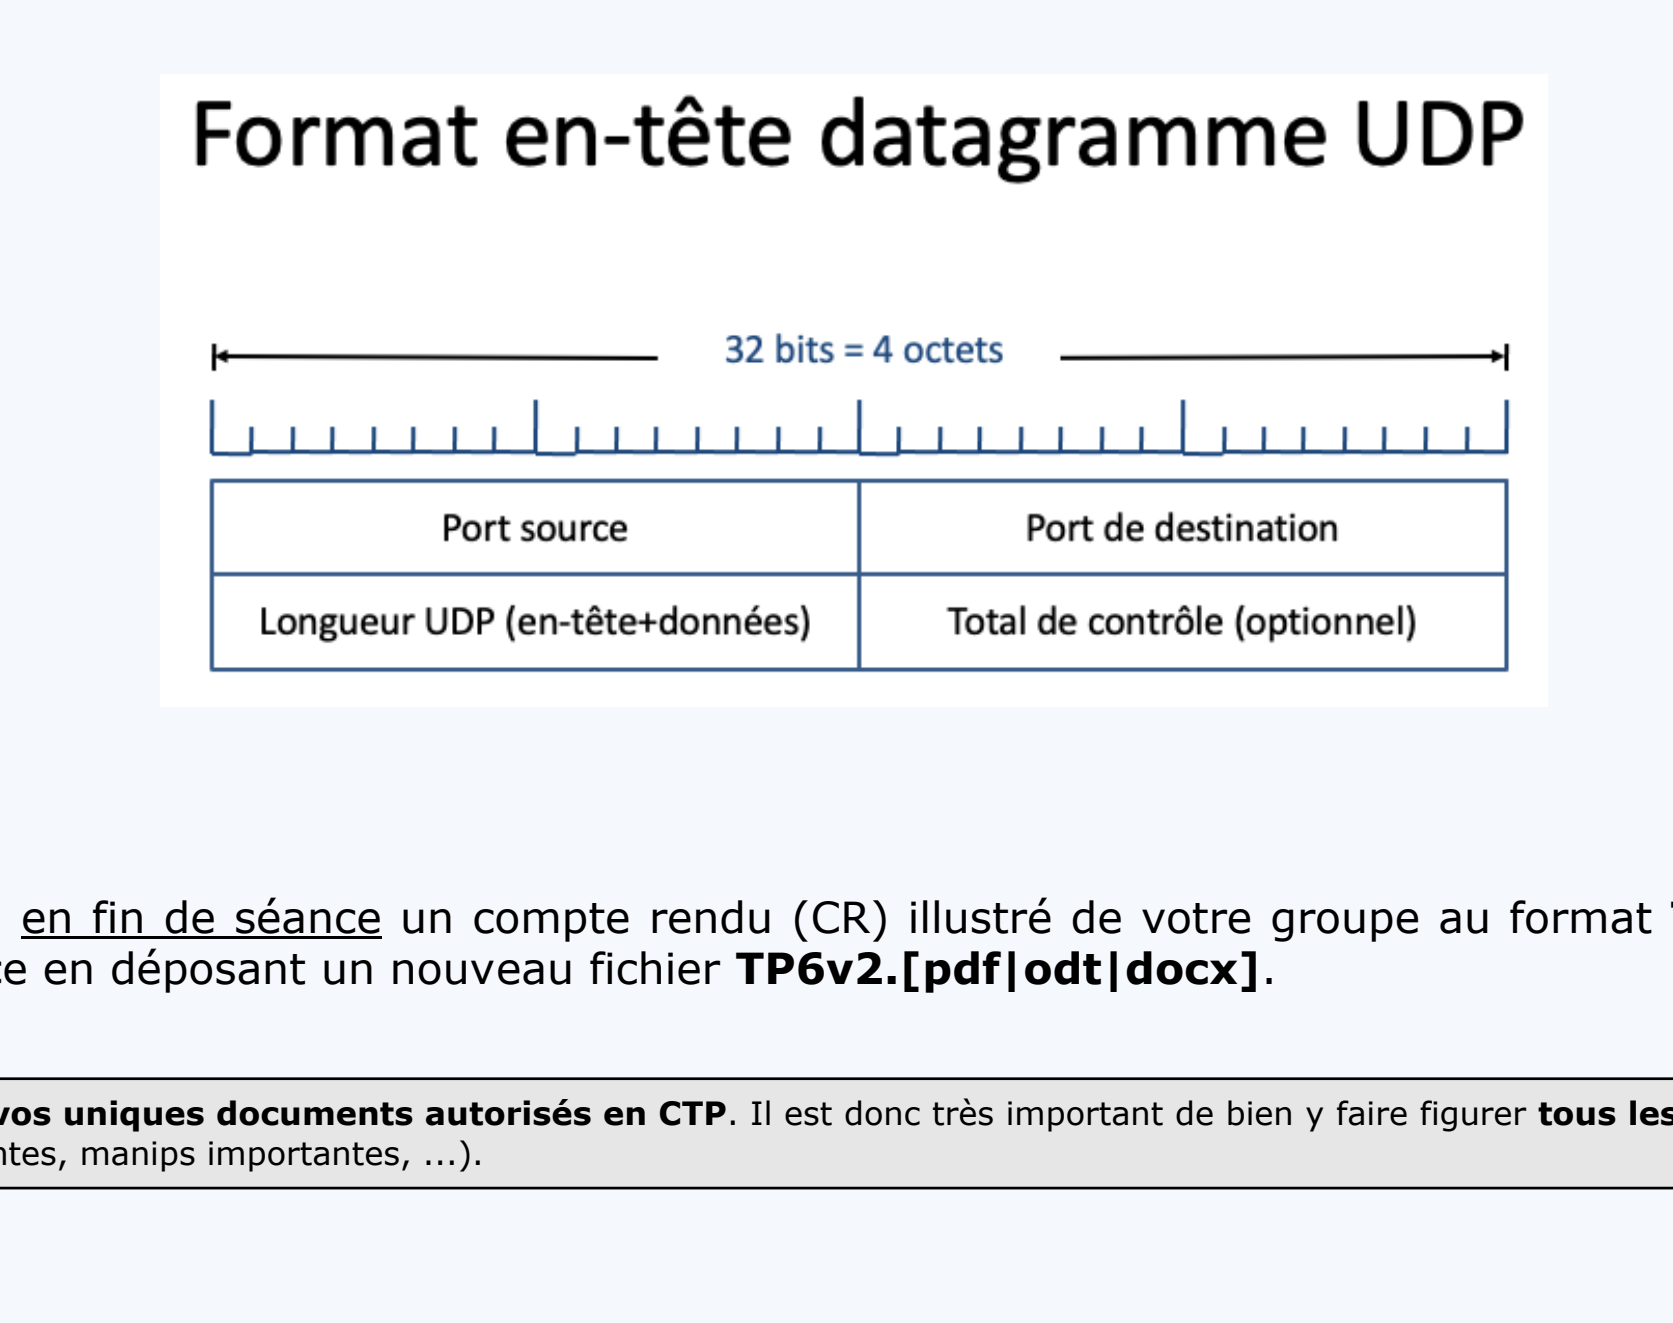 Format en-tête datagramme UDP
32 bits = 4 octets
Port source
Port de destination
Longueur UDP (en-tête+données)
Total de contrôle (optionnel)
en fin de séance un compte rendu (CR) illustré de votre groupe au format
en déposant un nouveau fichier TP6v2.[pdf|odt|docx].
vos uniques documents autorisés en CTP. Il est donc très important de bien y faire figurer tous les
manips importantes, ...).